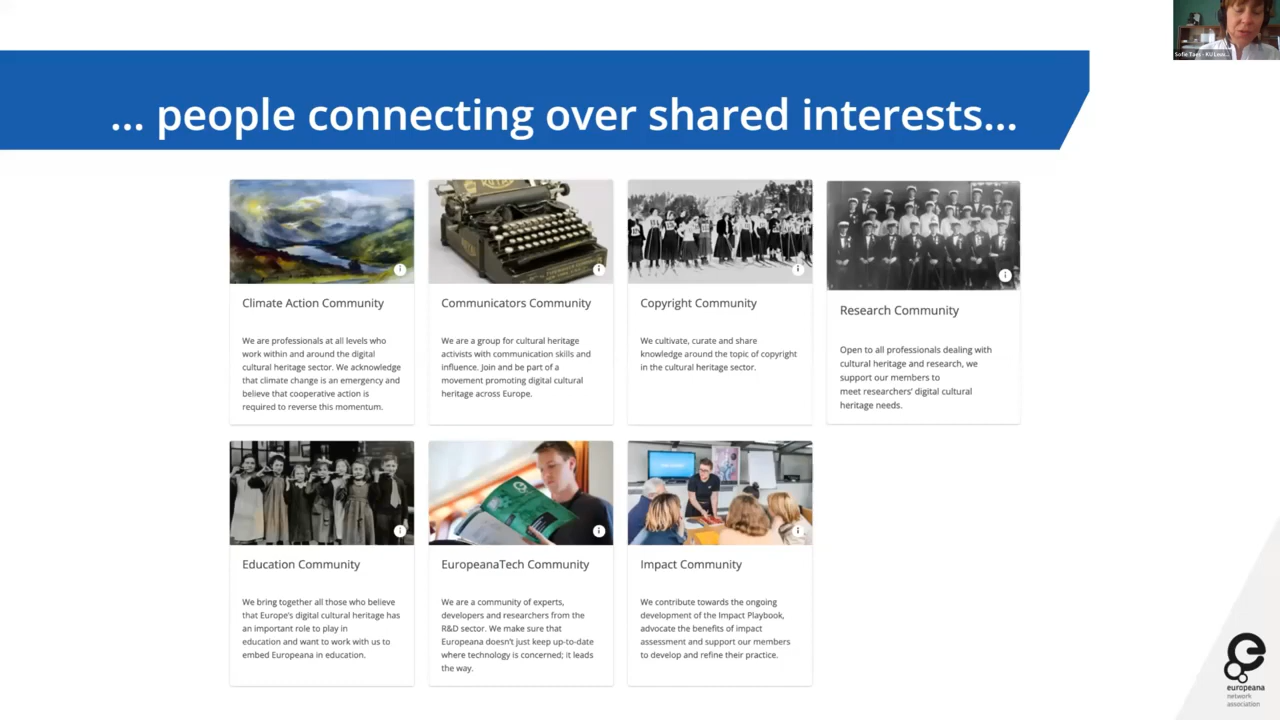 Sofie Taes - KU Leuv...
... people connecting over shared interests...
Climate Action Community
We are professionals at all levels who
work within and around the digital
cultural heritage sector. We acknowledge
that climate change is an emergency and
believe that cooperative action is
required to reverse this momentum.
Communicators Community
We are a group for cultural heritage
activists with communication skills and
influence. Join and be part of a
movement promoting digital cultural
heritage across Europe.
Copyright Community
We cultivate, curate and share
knowledge around the topic of copyright
in the cultural heritage sector.
Research Community
Open to all professionals dealing with
cultural heritage and research, we
support our members to
meet researchers' digital cultural
heritage needs.
Education Community
We bring together all those who believe
that Europe's digital cultural heritage has
an important role to play in
education and want to work with us to
embed Europeana in education.
EuropeanaTech Community
We are a community of experts,
developers and researchers from the
R&D sector. We make sure that
Europeana doesn't just keep up-to-date
where technology is concerned; it leads
the way.
Impact Community
We contribute towards the ongoing
development of the Impact Playbook,
advocate the benefits of impact
assessment and support our members
to develop and refine their practice.
europeana
network
association